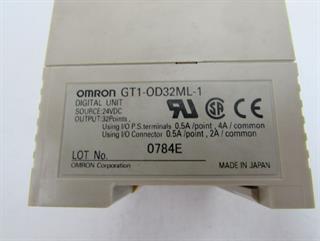 OMRON GT1-OD32ML-1
DIGITAL UNIT
SOURCE:24VDC
OUTPUT:32Points,
Using I/O P.S.terminals 0.5A/point, 4A/common
Using I/O Connector 0.5A/point, 2A/common
LOT No. 0784E
OMRON Corporation MADE IN JAPAN